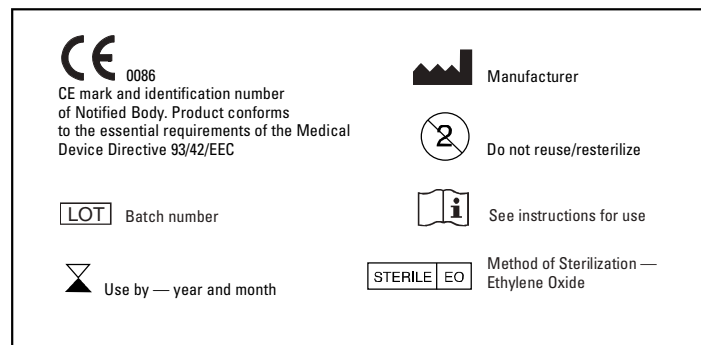 CE 0086
CE mark and identification number
of Notified Body. Product conforms
to the essential requirements of the Medical
Device Directive 93/42/EEC
LOT Batch number
Use by — year and month
Manufacturer
2 Do not reuse/resterilize
i See instructions for use
STERILE EO Method of Sterilization —
Ethylene Oxide